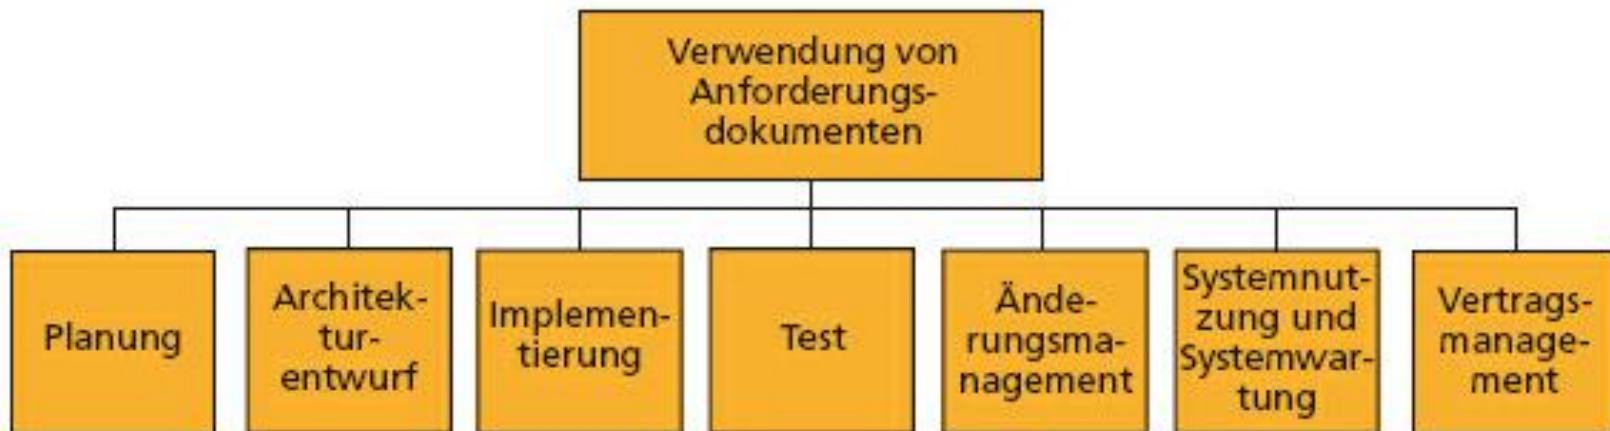 Verwendung von
Anforderungs-
dokumenten
Planung
Architek-
tur-
entwurf
Implemen-
tierung
Test
Ände-
rungsma-
nagement
Systemnut-
zung und
Systemwar-
tung
Vertrags-
manage-
ment